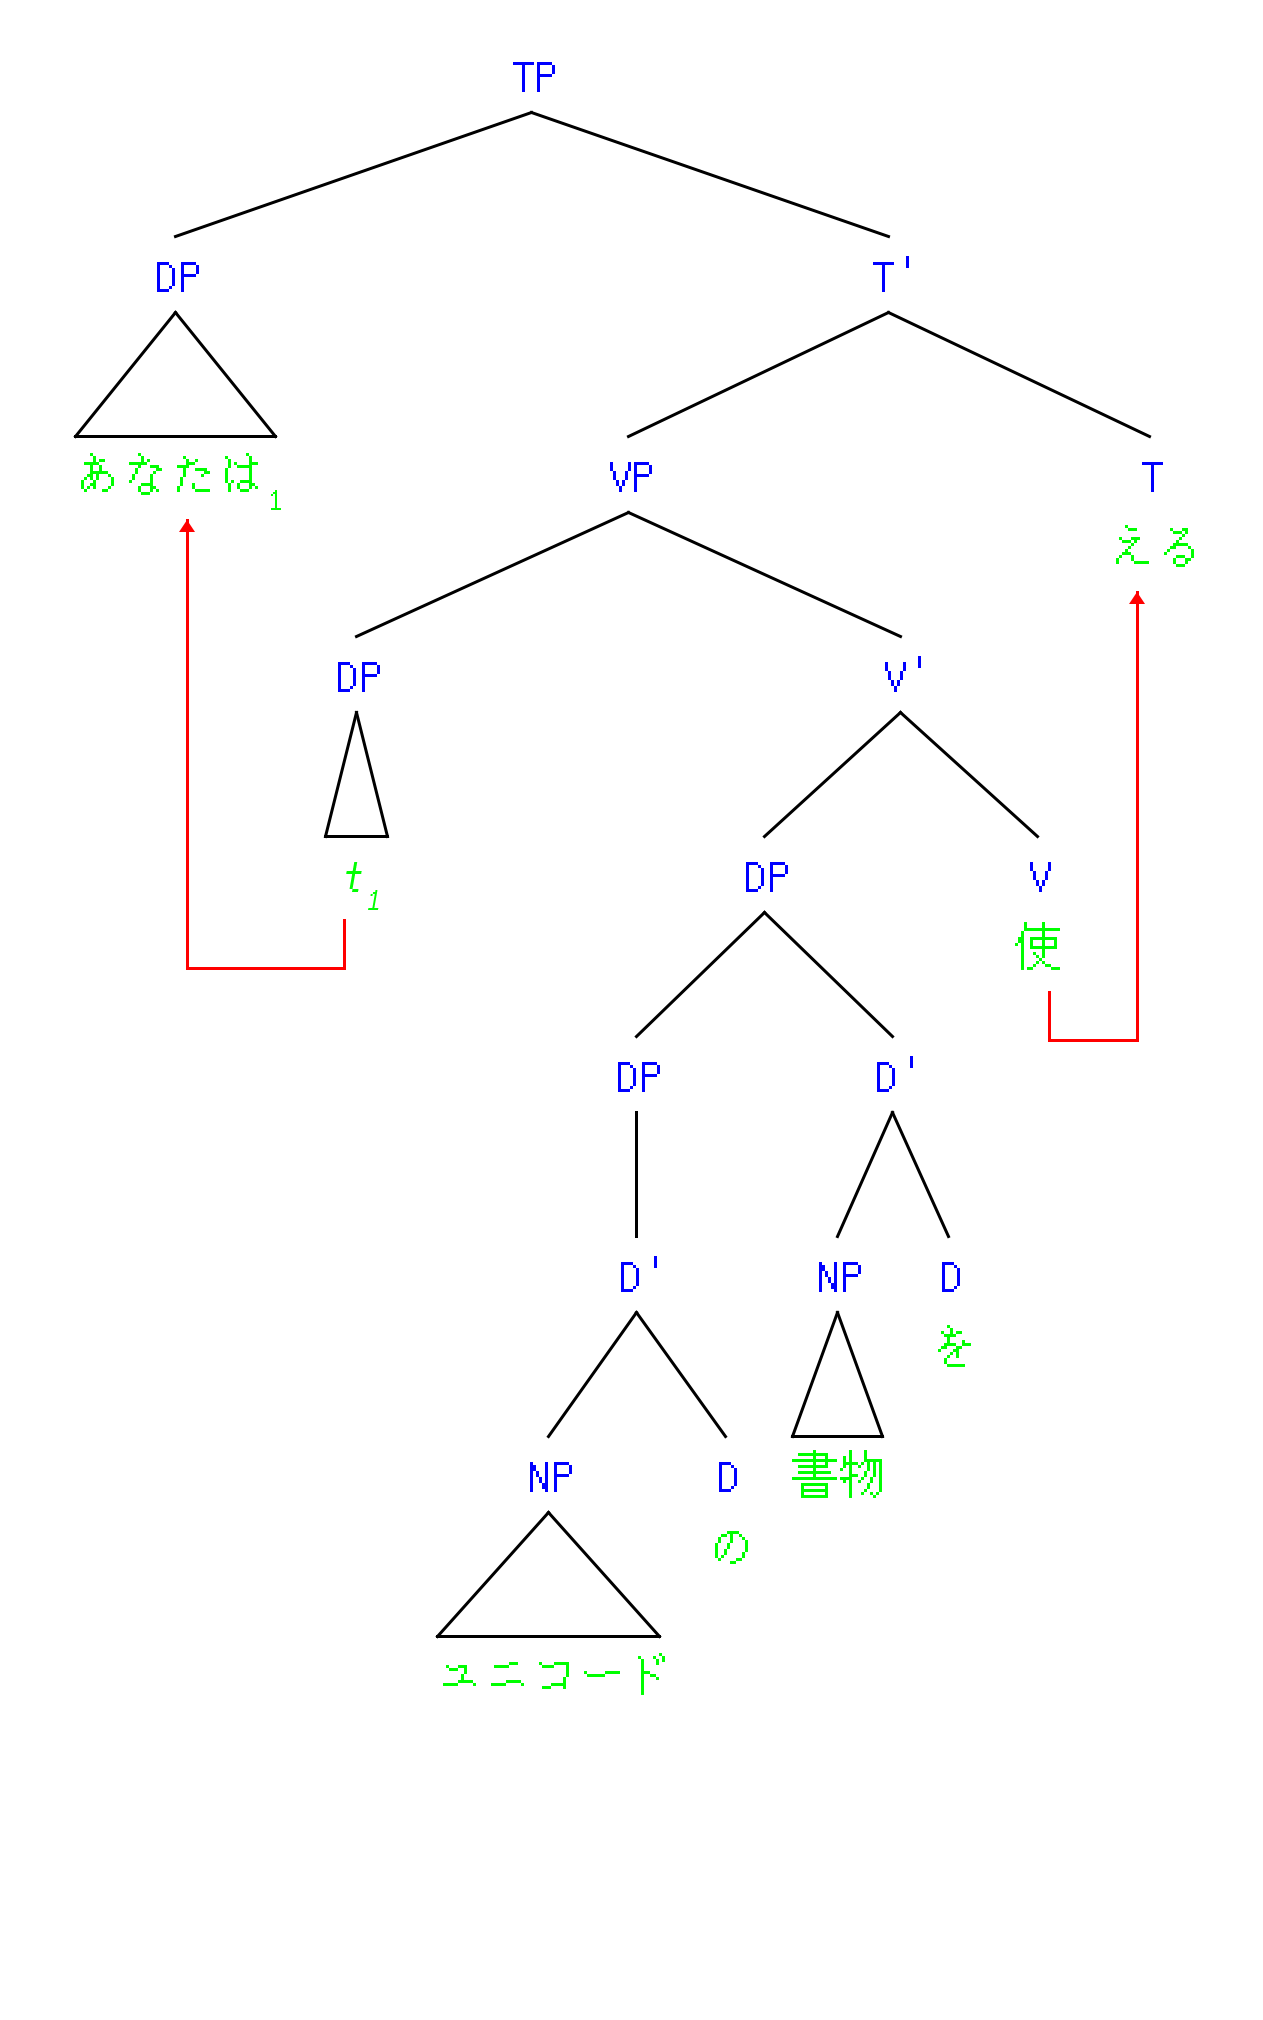 TP
DP T'
あなたは₁ VP T
える
DP V'
t₁ DP V
使
DP D'
D' NP D
を
NP D 書物
の
ユニコード